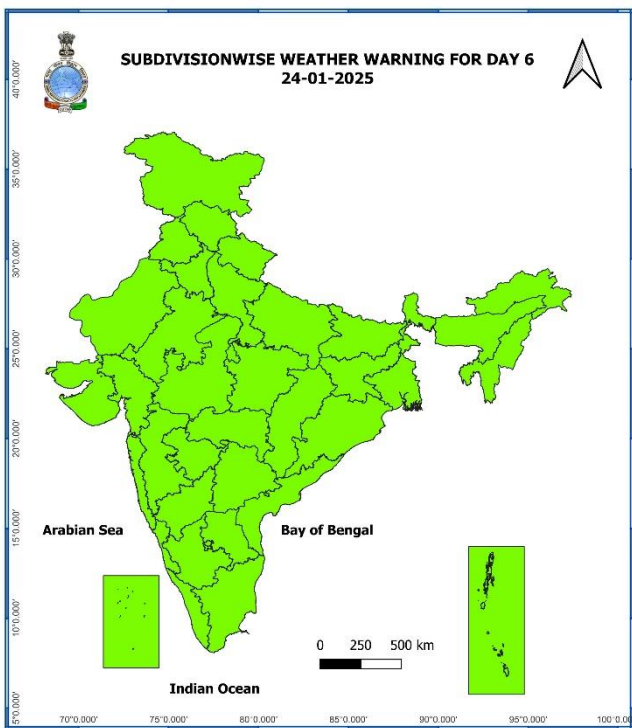 SUBDIVISIONWISE WEATHER WARNING FOR DAY 6
24-01-2025
40°0.000'
35°0.000'
30°0.000'
25°0.000'
20°0.000'
15°0.000'
10°0.000'
5°0.000'
Arabian Sea
Bay of Bengal
0 250 500 km
Indian Ocean
70°0.000' 75°0.000' 80°0.000' 85°0.000' 90°0.000' 95°0.000' 100°0.000'